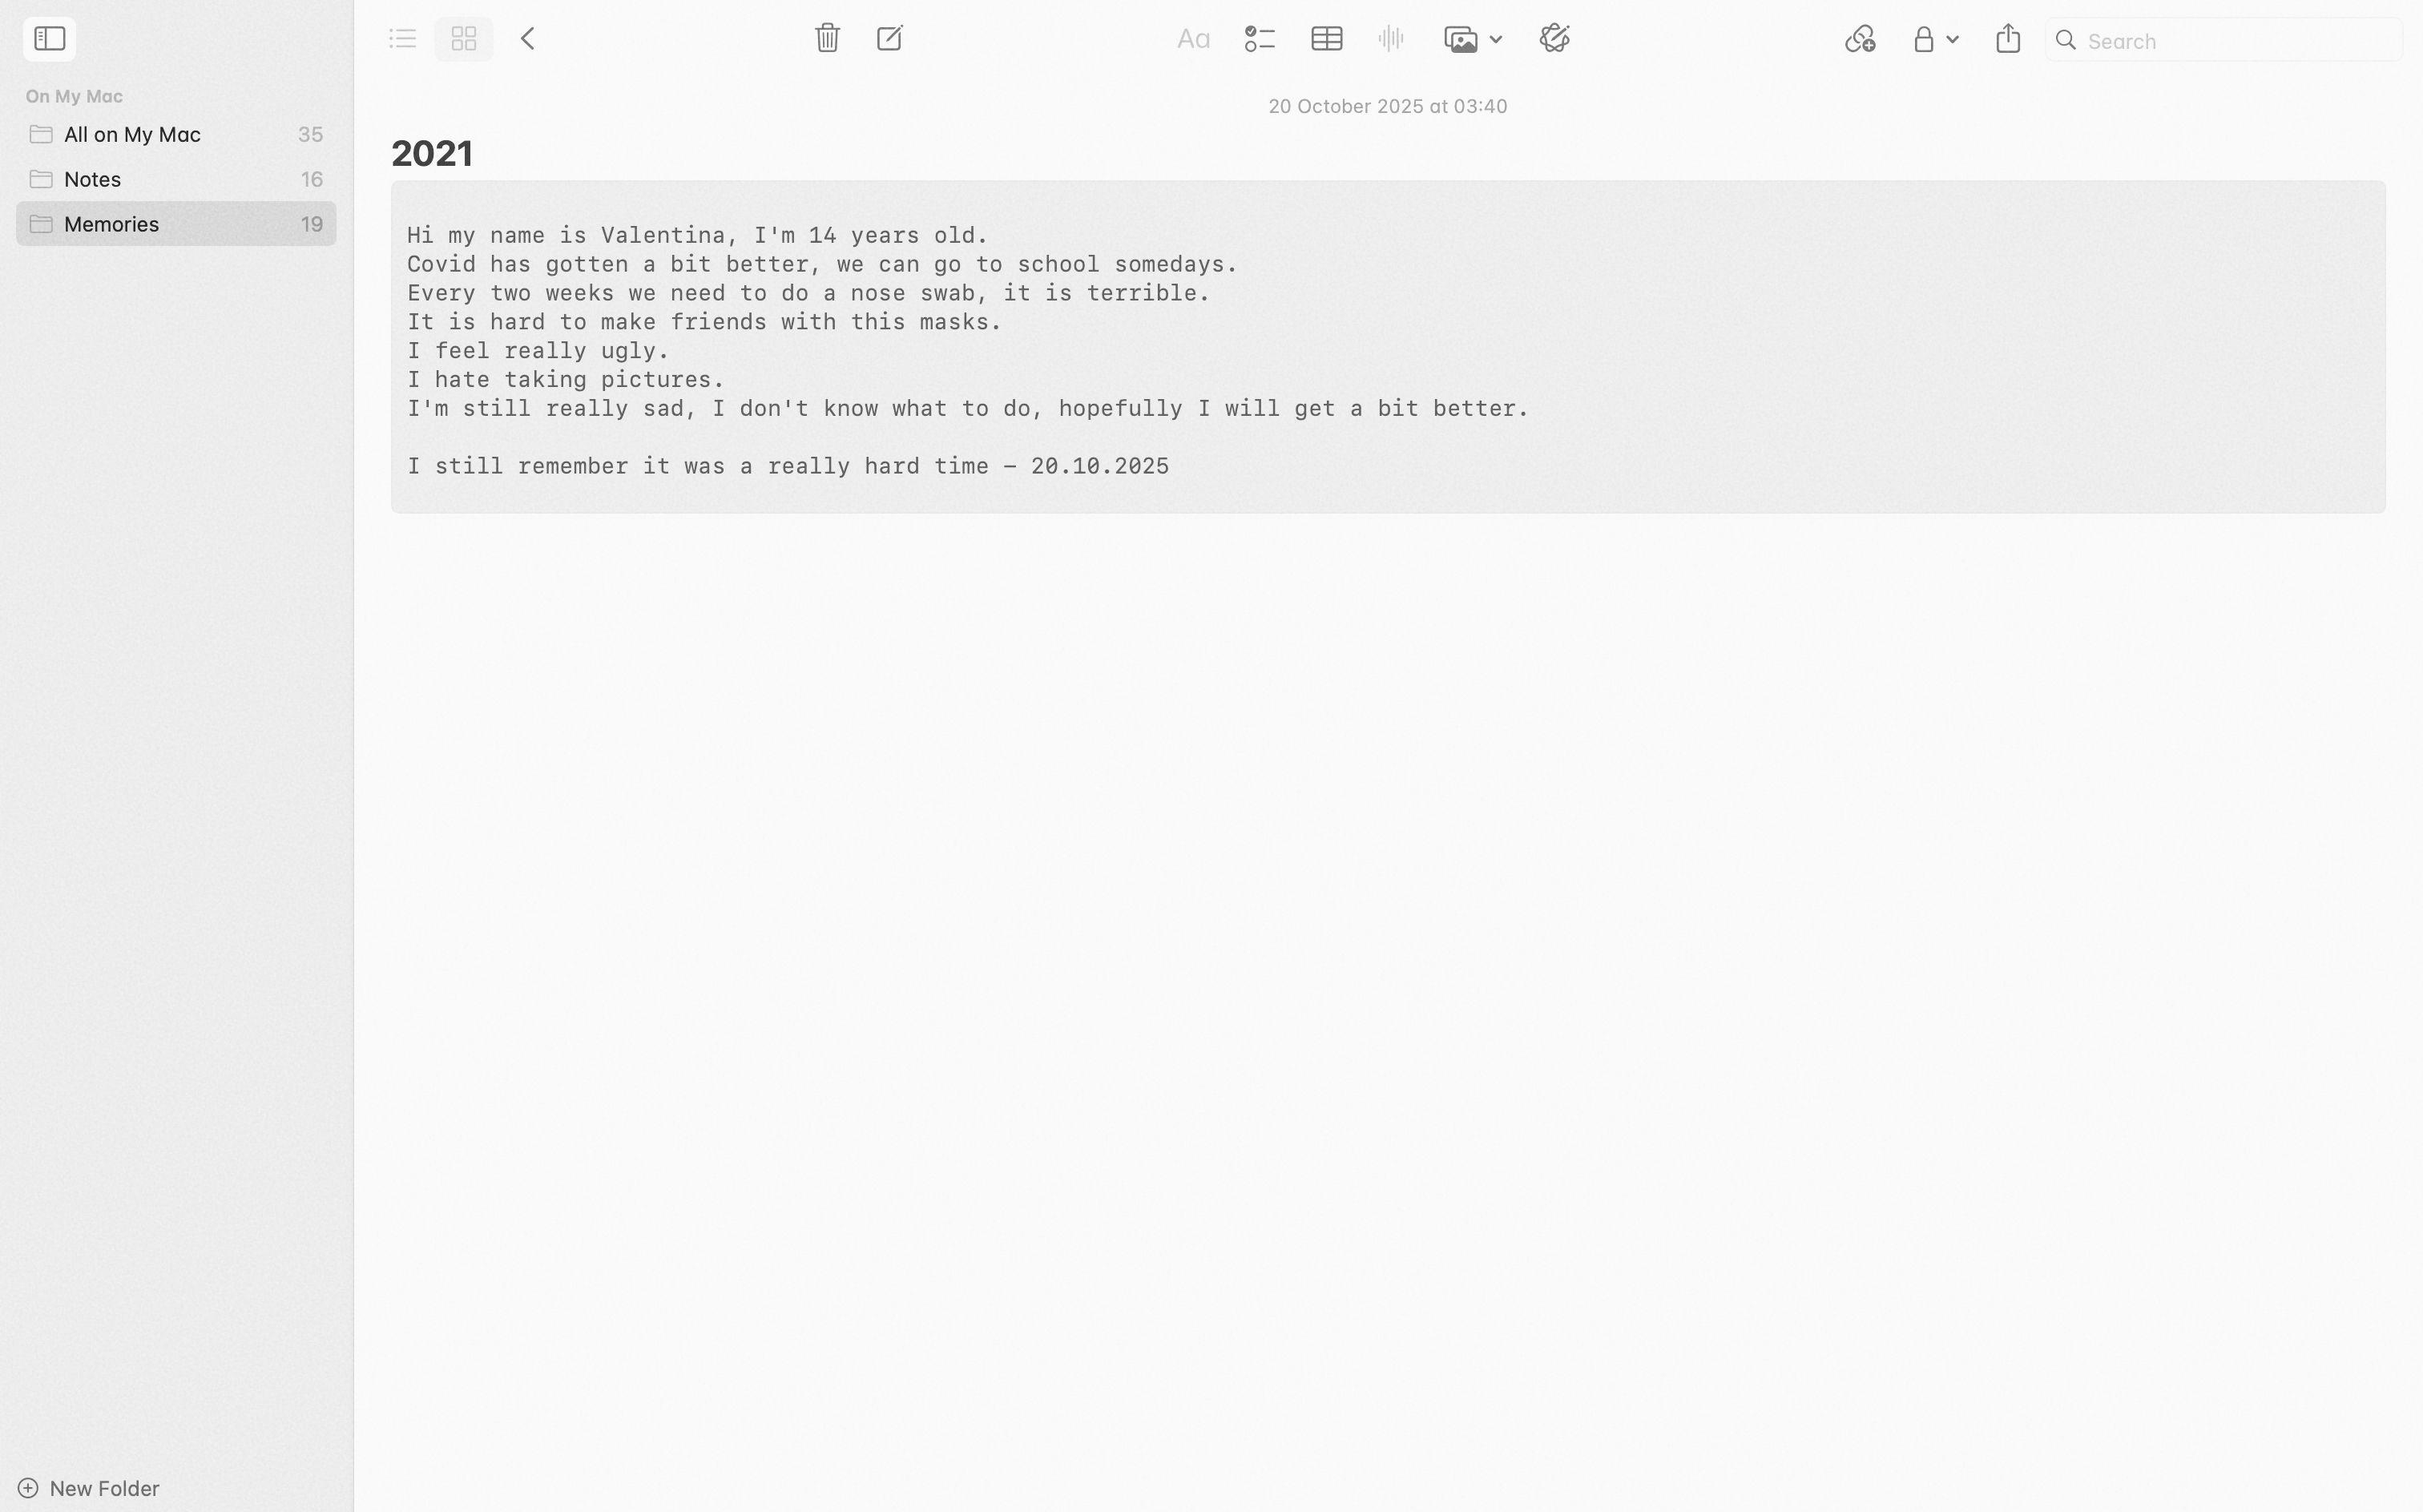 On My Mac
All on My Mac 35
Notes 16
Memories 19
New Folder
Aa
Search
20 October 2025 at 03:40
2021
Hi my name is Valentina, I'm 14 years old.
Covid has gotten a bit better, we can go to school somedays.
Every two weeks we need to do a nose swab, it is terrible.
It is hard to make friends with this masks.
I feel really ugly.
I hate taking pictures.
I'm still really sad, I don't know what to do, hopefully I will get a bit better.
I still remember it was a really hard time – 20.10.2025